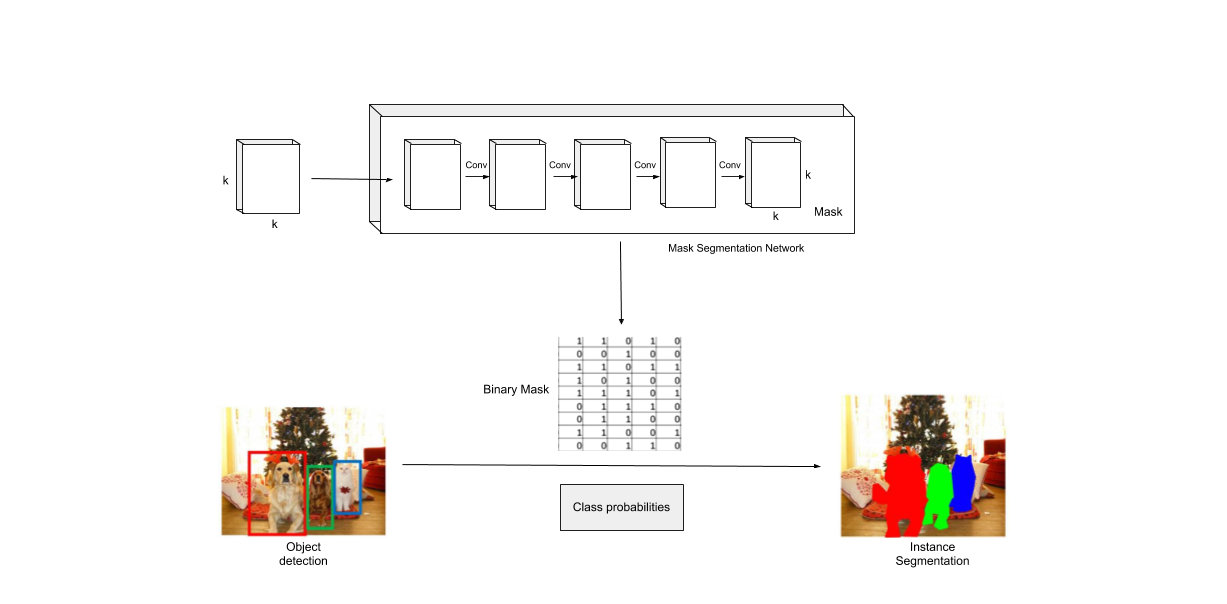 Conv Conv Conv Conv
k k
k k
Mask
Mask Segmentation Network
1 1 0 1 0
0 0 1 0 0
1 1 0 1 1
1 0 1 0 0
Binary Mask
1 1 1 0 1
0 1 1 1 0
0 1 1 0 0
1 1 0 0 1
0 0 1 1 0
Class probabilities
Object
detection
Instance
Segmentation